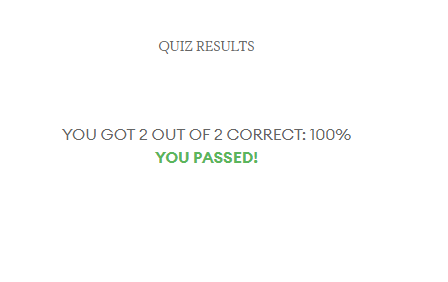 QUIZ RESULTS
YOU GOT 2 OUT OF 2 CORRECT: 100%
YOU PASSED!